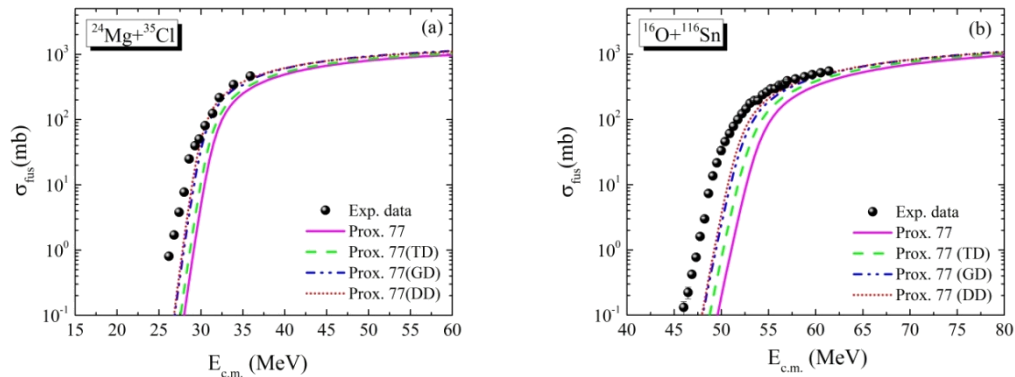 (a)
²⁴Mg+³⁵Cl
σfus(mb)
10³
10²
10¹
10⁰
10⁻¹
Exp. data
Prox. 77
Prox. 77(TD)
Prox. 77(GD)
Prox. 77(DD)
15 20 25 30 35 40 45 50 55 60
Ec.m. (MeV)
(b)
¹⁶O+¹¹⁶Sn
σfus(mb)
10³
10²
10¹
10⁰
10⁻¹
Exp. data
Prox. 77
Prox. 77 (TD)
Prox. 77 (GD)
Prox. 77 (DD)
40 45 50 55 60 65 70 75 80
Ec.m. (MeV)